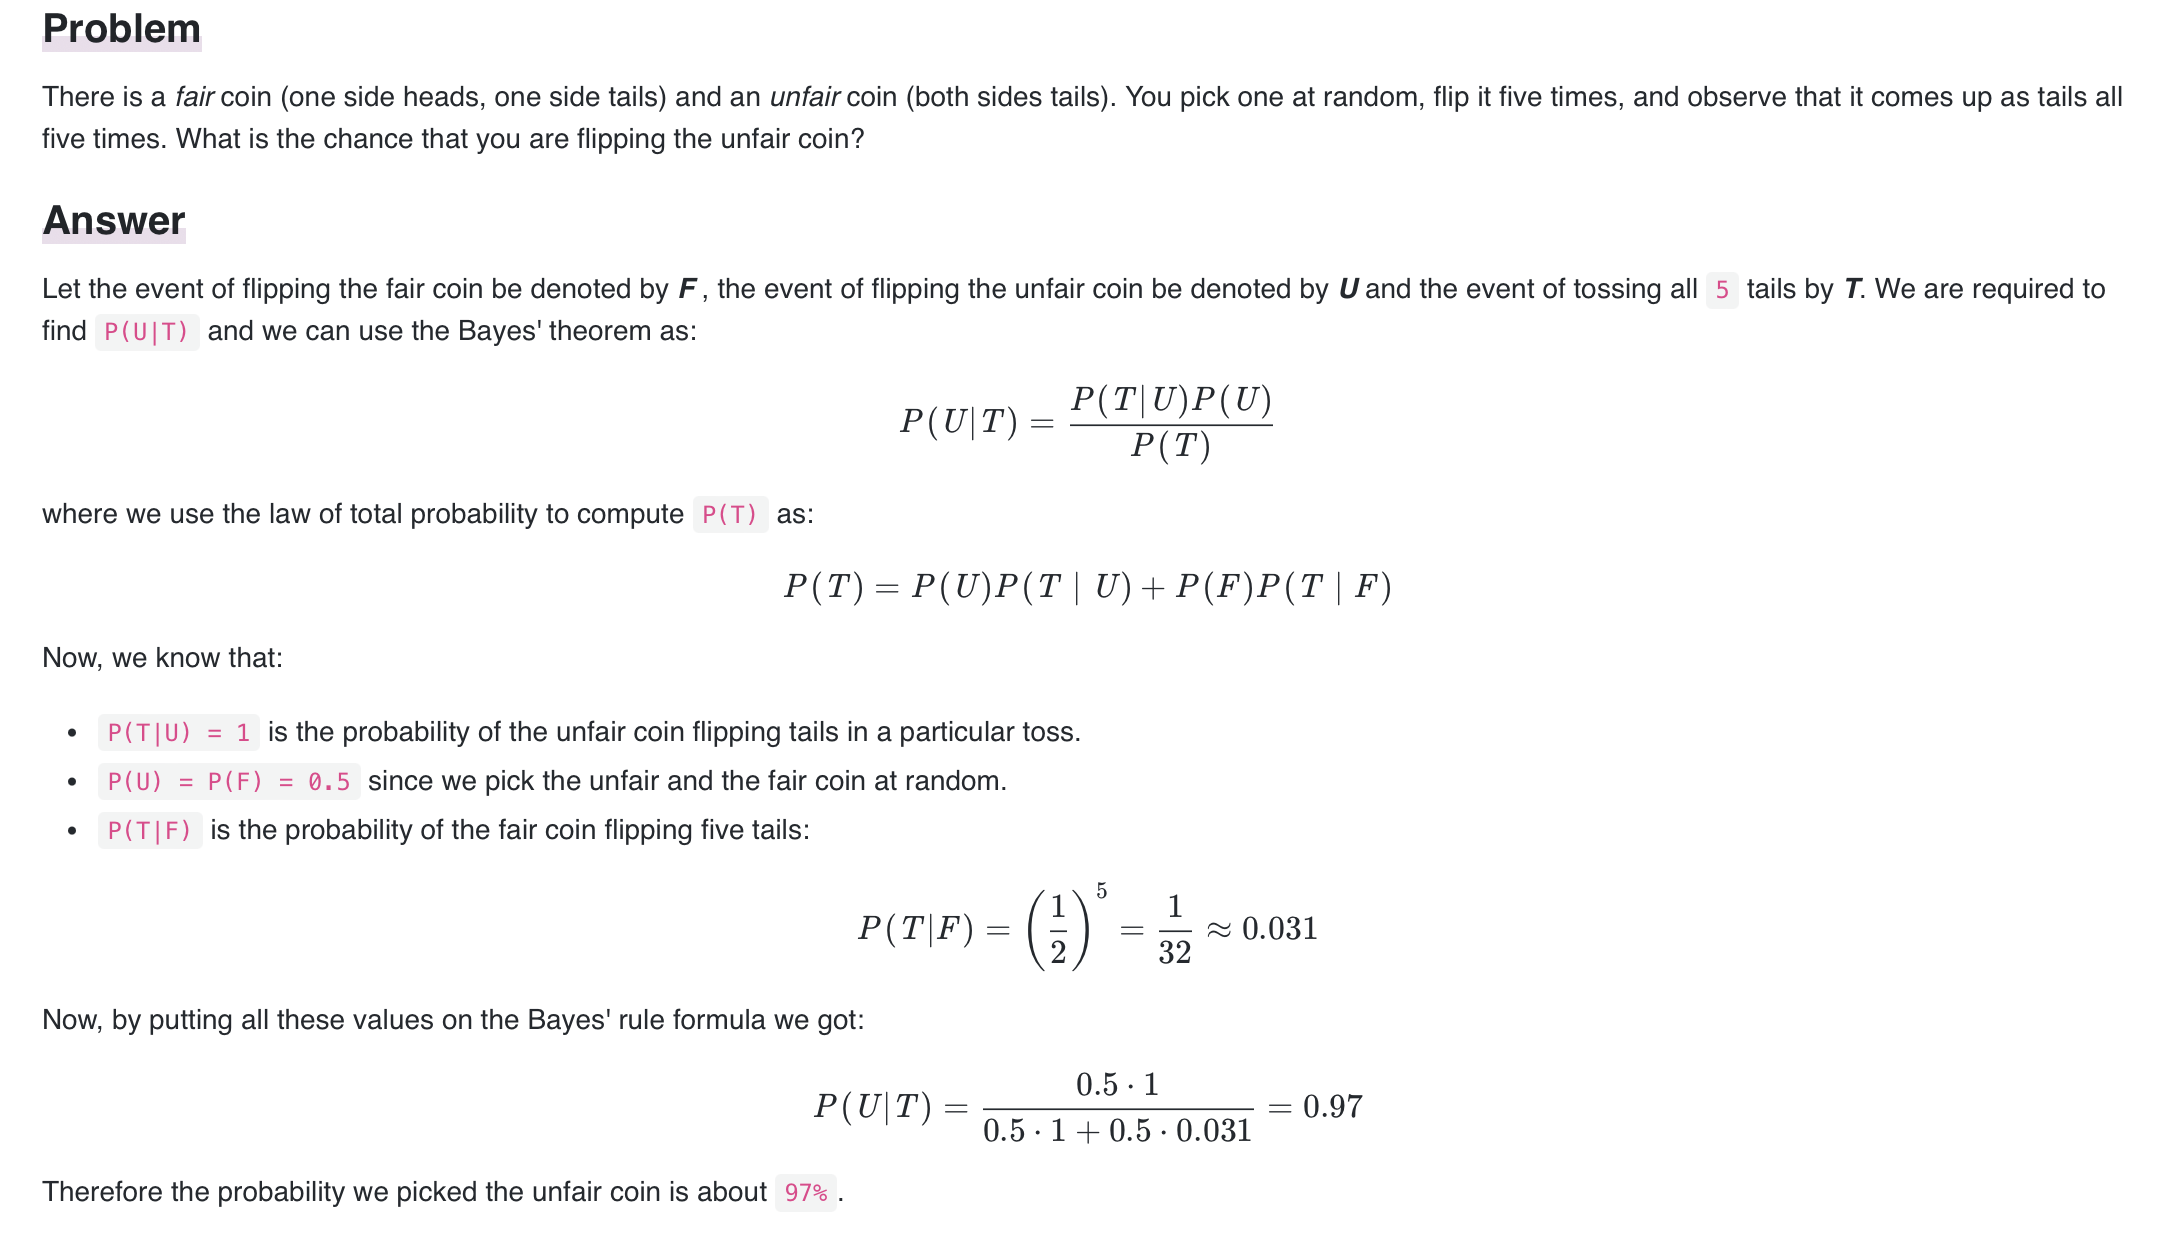 Problem
There is a fair coin (one side heads, one side tails) and an unfair coin (both sides tails). You pick one at random, flip it five times, and observe that it comes up as tails all
five times. What is the chance that you are flipping the unfair coin?
Answer
Let the event of flipping the fair coin be denoted by F , the event of flipping the unfair coin be denoted by U and the event of tossing all 5 tails by T. We are required to
find P(U|T) and we can use the Bayes' theorem as:
P(U|T) = \frac{P(T|U)P(U)}{P(T)}
where we use the law of total probability to compute P(T) as:
P(T) = P(U)P(T | U) + P(F)P(T | F)
Now, we know that:
• P(T|U) = 1 is the probability of the unfair coin flipping tails in a particular toss.
• P(U) = P(F) = 0.5 since we pick the unfair and the fair coin at random.
• P(T|F) is the probability of the fair coin flipping five tails:
P(T|F) = \left(\frac{1}{2}\right)^5 = \frac{1}{32} ≈ 0.031
Now, by putting all these values on the Bayes' rule formula we got:
P(U|T) = \frac{0.5 · 1}{0.5 · 1 + 0.5 · 0.031} = 0.97
Therefore the probability we picked the unfair coin is about 97% .